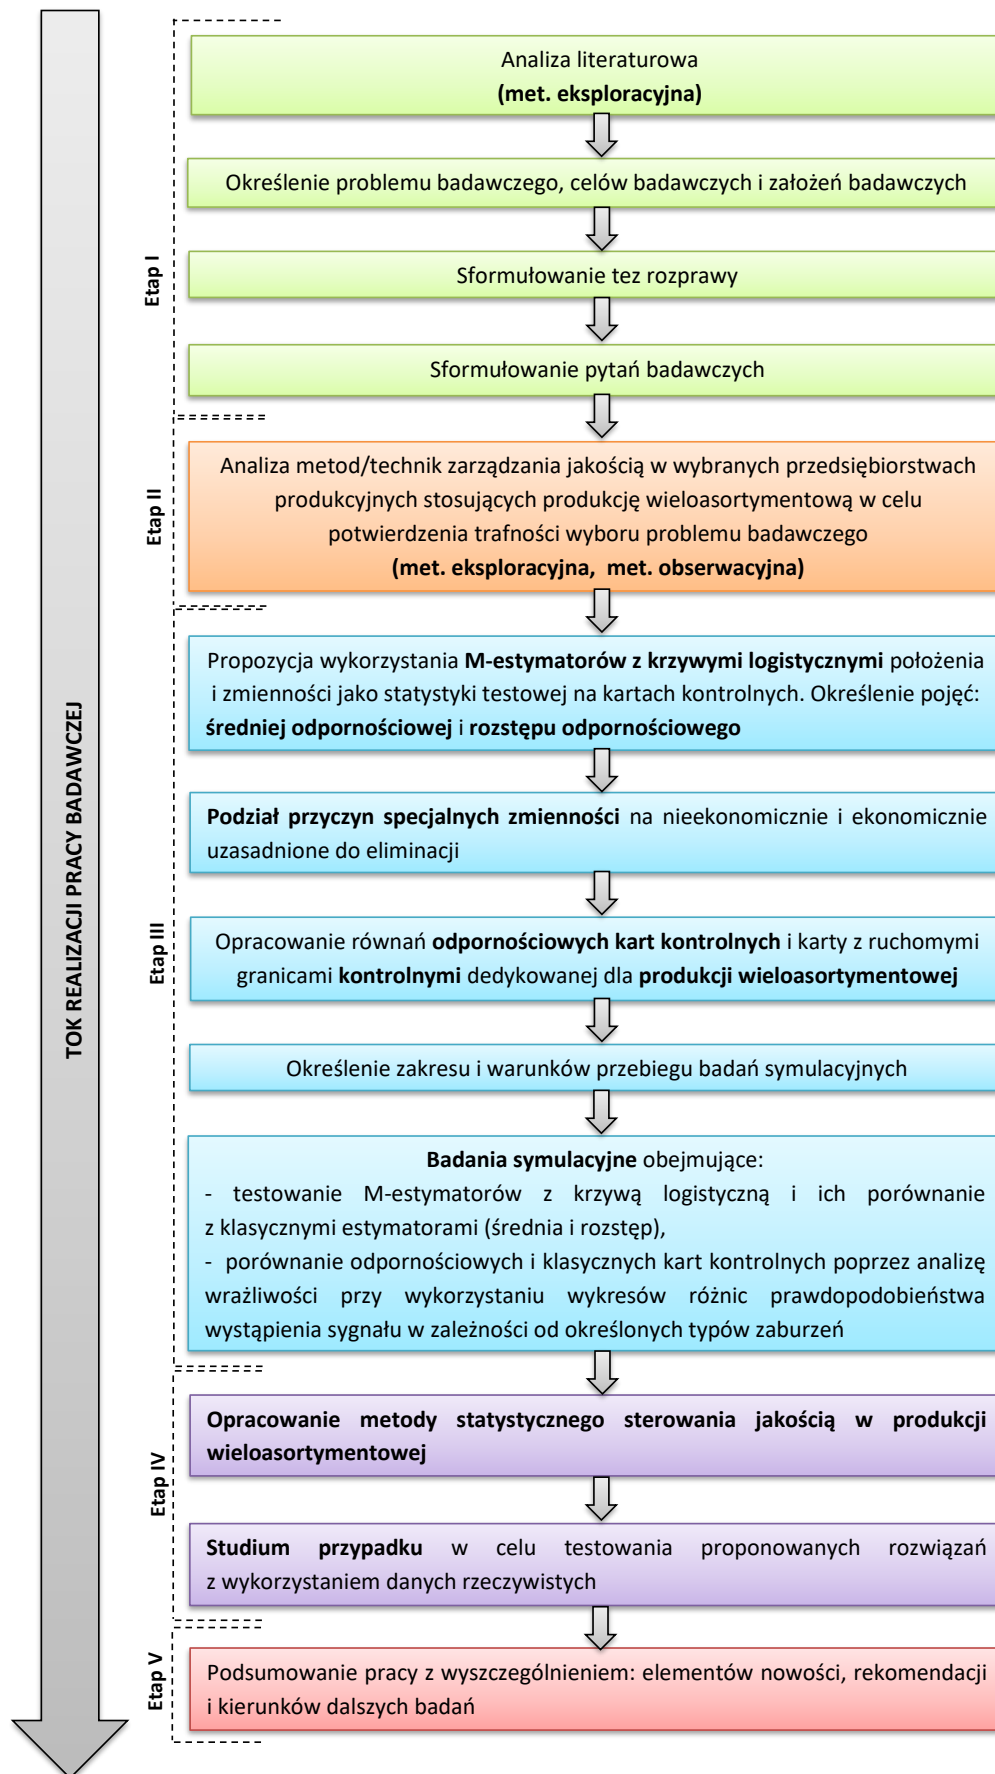 TOK REALIZACJI PRACY BADAWCZEJ
Etap I
Analiza literaturowa
(met. eksploracyjna)
Określenie problemu badawczego, celów badawczych i założeń badawczych
Sformułowanie tez rozprawy
Sformułowanie pytań badawczych
Etap II
Analiza metod/technik zarządzania jakością w wybranych przedsiębiorstwach
produkcyjnych stosujących produkcję wieloasortymentową w celu
potwierdzenia trafności wyboru problemu badawczego
(met. eksploracyjna, met. obserwacyjna)
Etap III
Propozycja wykorzystania M-estymatorów z krzywymi logistycznymi położenia
i zmienności jako statystyki testowej na kartach kontrolnych. Określenie pojęć:
średniej odpornościowej i rozstępu odpornościowego
Podział przyczyn specjalnych zmienności na nieekonomicznie i ekonomicznie
uzasadnione do eliminacji
Opracowanie równań odpornościowych kart kontrolnych i karty z ruchomymi
granicami kontrolnymi dedykowanej dla produkcji wieloasortymentowej
Określenie zakresu i warunków przebiegu badań symulacyjnych
Badania symulacyjne obejmujące:
- testowanie M-estymatorów z krzywą logistyczną i ich porównanie
z klasycznymi estymatorami (średnia i rozstęp),
- porównanie odpornościowych i klasycznych kart kontrolnych poprzez analizę
wrażliwości przy wykorzystaniu wykresów różnic prawdopodobieństwa
wystąpienia sygnału w zależności od określonych typów zaburzeń
Etap IV
Opracowanie metody statystycznego sterowania jakością w produkcji
wieloasortymentowej
Studium przypadku w celu testowania proponowanych rozwiązań
z wykorzystaniem danych rzeczywistych
Etap V
Podsumowanie pracy z wyszczególnieniem: elementów nowości, rekomendacji
i kierunków dalszych badań